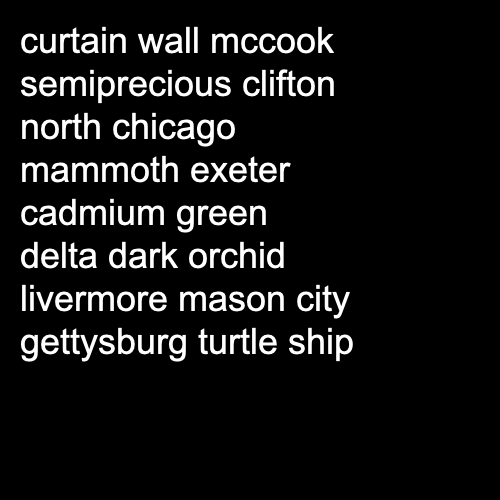 curtain wall mccook
semiprecious clifton
north chicago
mammoth exeter
cadmium green
delta dark orchid
livermore mason city
gettysburg turtle ship